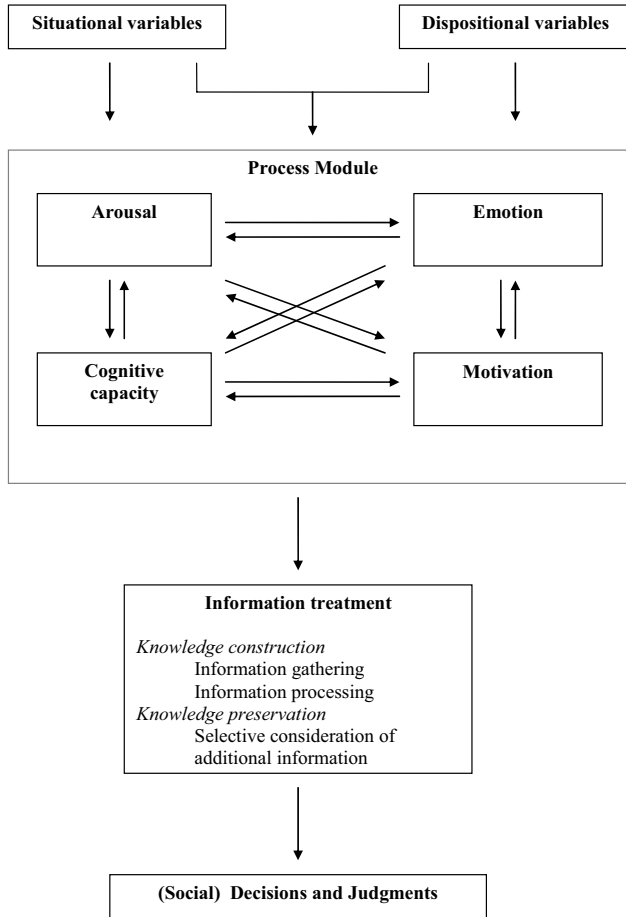 Situational variables
Dispositional variables
Process Module
Arousal
Emotion
Cognitive
capacity
Motivation
Information treatment
Knowledge construction
Information gathering
Information processing
Knowledge preservation
Selective consideration of
additional information
(Social) Decisions and Judgments